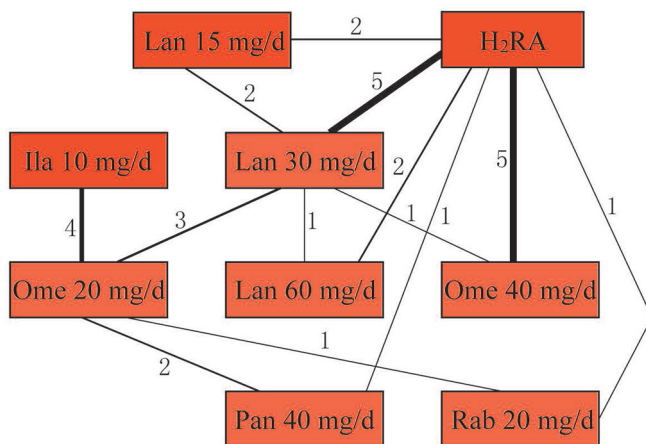 Lan 15 mg/d
2
H₂RA
2
5
Ila 10 mg/d
Lan 30 mg/d
2
5
4
3
1
1
1
1
Ome 20 mg/d
Lan 60 mg/d
Ome 40 mg/d
2
1
Pan 40 mg/d
Rab 20 mg/d